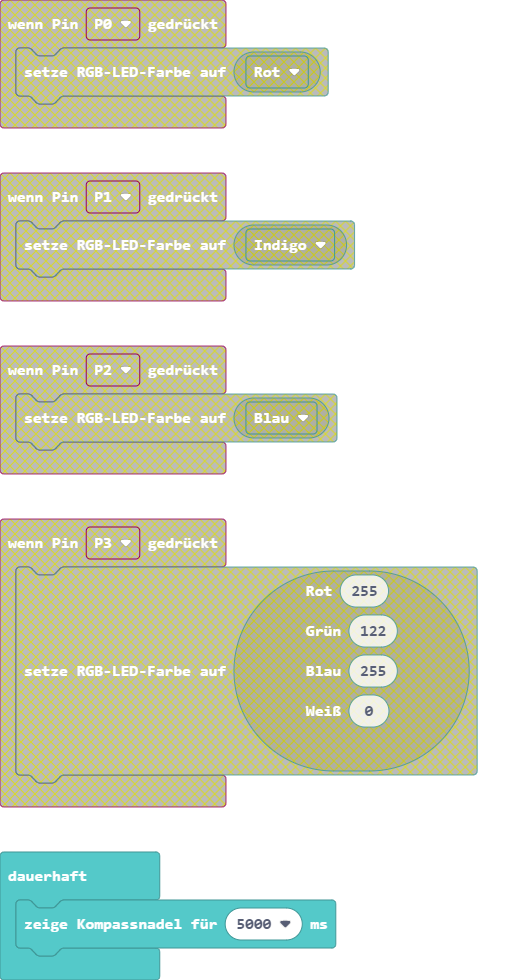 wenn Pin P0 gedrückt
setze RGB-LED-Farbe auf Rot
wenn Pin P1 gedrückt
setze RGB-LED-Farbe auf Indigo
wenn Pin P2 gedrückt
setze RGB-LED-Farbe auf Blau
wenn Pin P3 gedrückt
Rot 255
Grün 122
setze RGB-LED-Farbe auf Blau 255
Weiß 0
dauerhaft
zeige Kompassnadel für 5000 ms